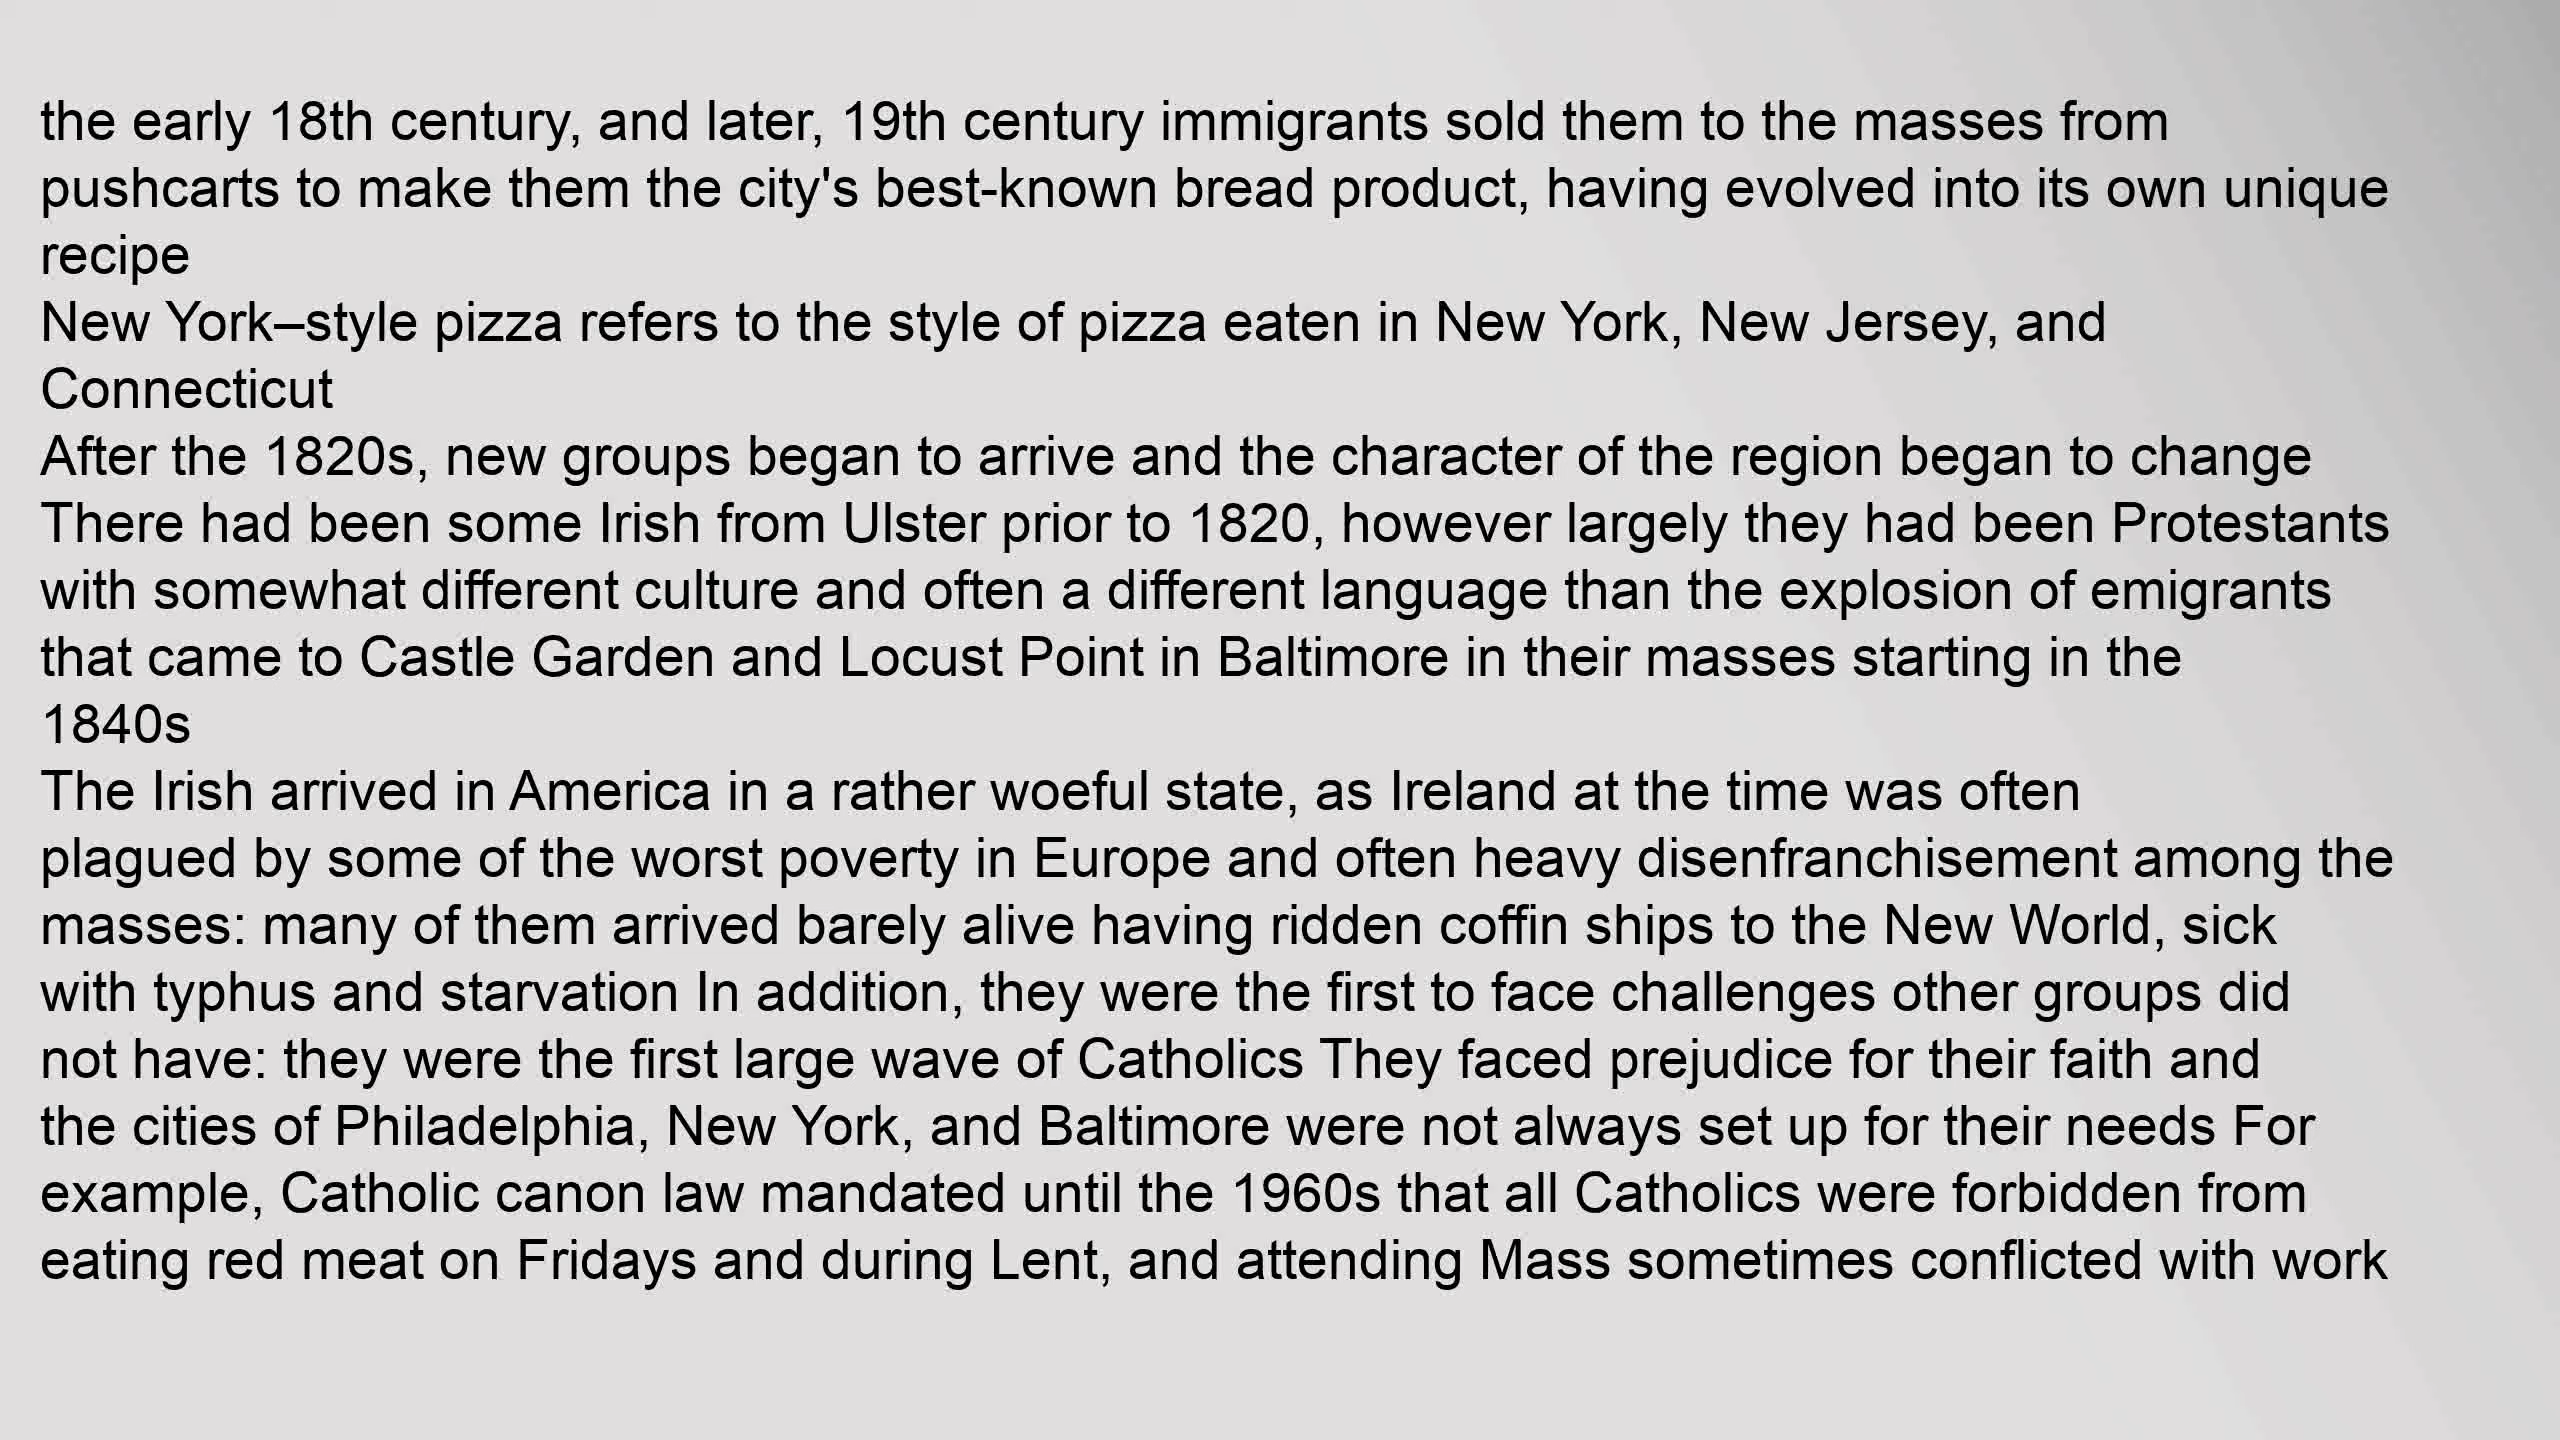 the early 18th century, and later, 19th century immigrants sold them to the masses from
pushcarts to make them the city's best-known bread product, having evolved into its own unique
recipe
New York–style pizza refers to the style of pizza eaten in New York, New Jersey, and
Connecticut
After the 1820s, new groups began to arrive and the character of the region began to change
There had been some Irish from Ulster prior to 1820, however largely they had been Protestants
with somewhat different culture and often a different language than the explosion of emigrants
that came to Castle Garden and Locust Point in Baltimore in their masses starting in the
1840s
The Irish arrived in America in a rather woeful state, as Ireland at the time was often
plagued by some of the worst poverty in Europe and often heavy disenfranchisement among the
masses: many of them arrived barely alive having ridden coffin ships to the New World, sick
with typhus and starvation In addition, they were the first to face challenges other groups did
not have: they were the first large wave of Catholics They faced prejudice for their faith and
the cities of Philadelphia, New York, and Baltimore were not always set up for their needs For
example, Catholic canon law mandated until the 1960s that all Catholics were forbidden from
eating red meat on Fridays and during Lent, and attending Mass sometimes conflicted with work